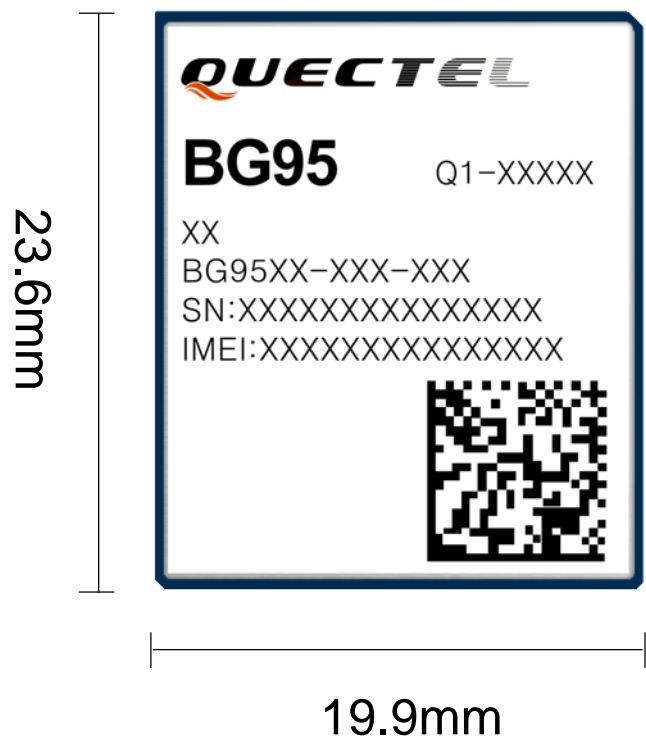 QUECTEL
BG95 Q1-XXXXX
XX
BG95XX-XXX-XXX
SN:XXXXXXXXXXXXXXX
IMEI:XXXXXXXXXXXXXXX
23.6mm
19.9mm